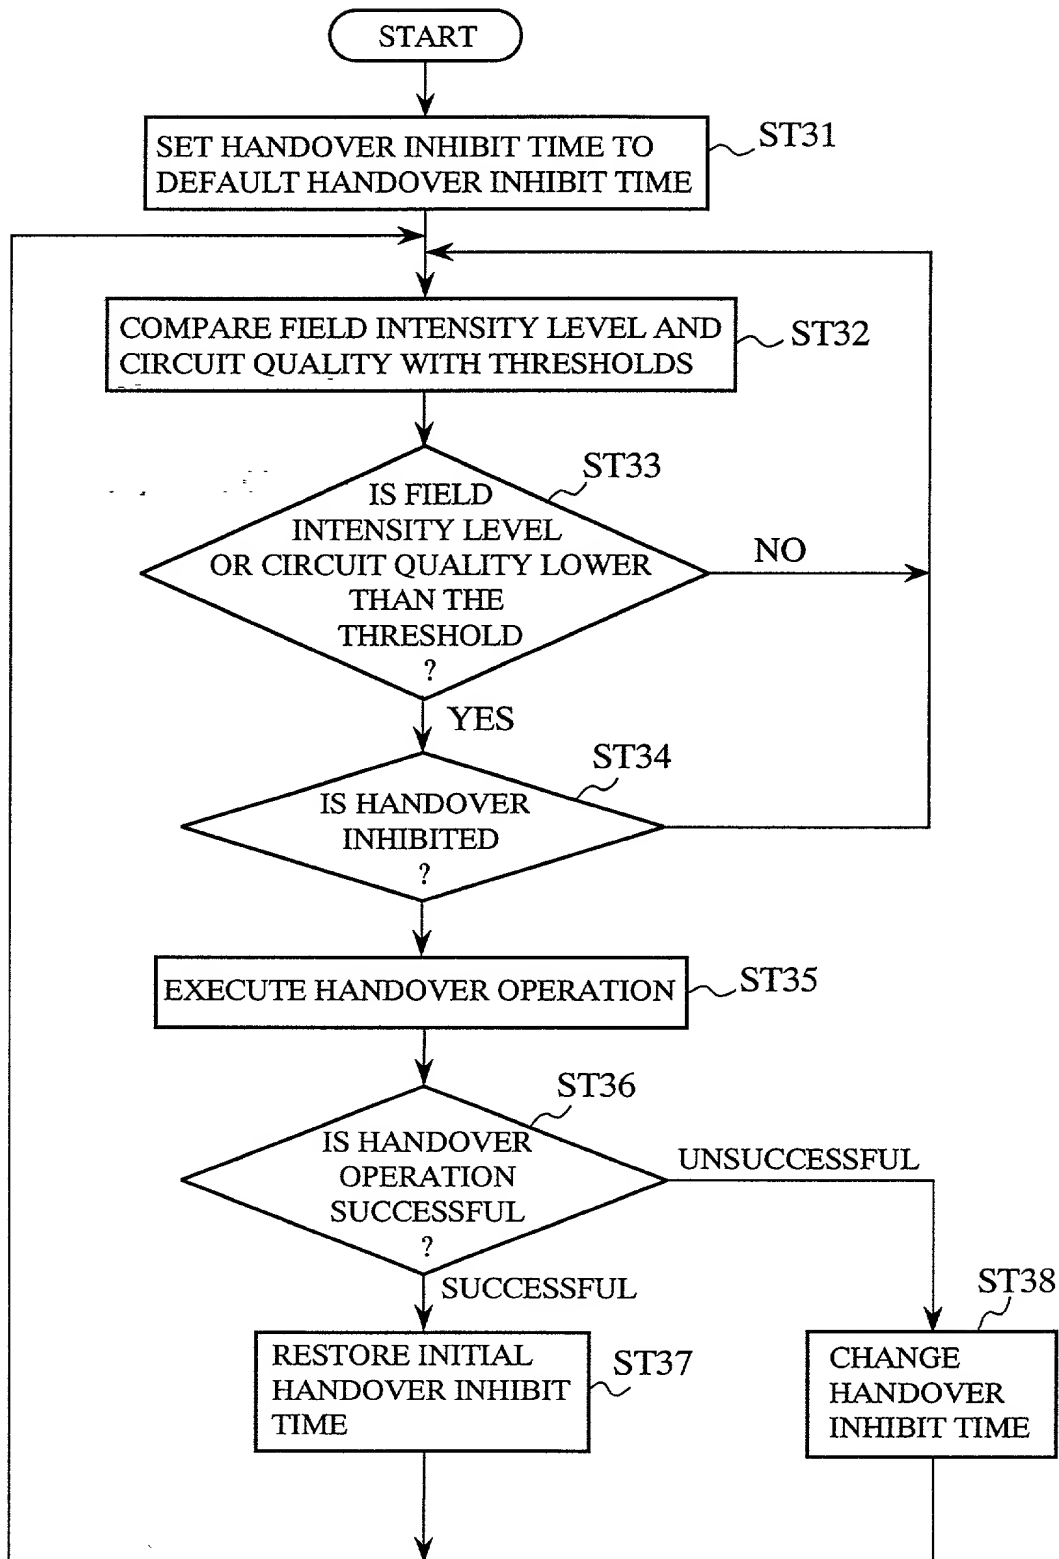 START
SET HANDOVER INHIBIT TIME TO
DEFAULT HANDOVER INHIBIT TIME
ST31
COMPARE FIELD INTENSITY LEVEL AND
CIRCUIT QUALITY WITH THRESHOLDS
ST32
ST33
IS FIELD
INTENSITY LEVEL
OR CIRCUIT QUALITY LOWER
THAN THE
THRESHOLD
?
NO
YES
ST34
IS HANDOVER
INHIBITED
?
EXECUTE HANDOVER OPERATION
ST35
ST36
IS HANDOVER
OPERATION
SUCCESSFUL
?
UNSUCCESSFUL
SUCCESSFUL
RESTORE INITIAL
HANDOVER INHIBIT
TIME
ST37
ST38
CHANGE
HANDOVER
INHIBIT TIME